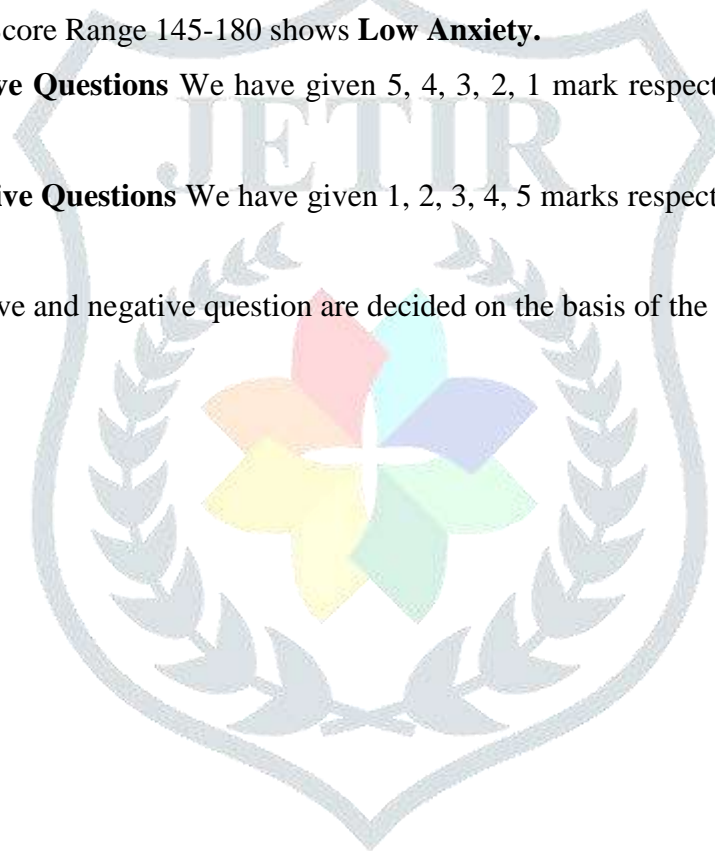 core Range 145-180 shows Low Anxiety.
ve Questions We have given 5, 4, 3, 2, 1 mark respect
JETIR
ive Questions We have given 1, 2, 3, 4, 5 marks respect
ve and negative question are decided on the basis of the